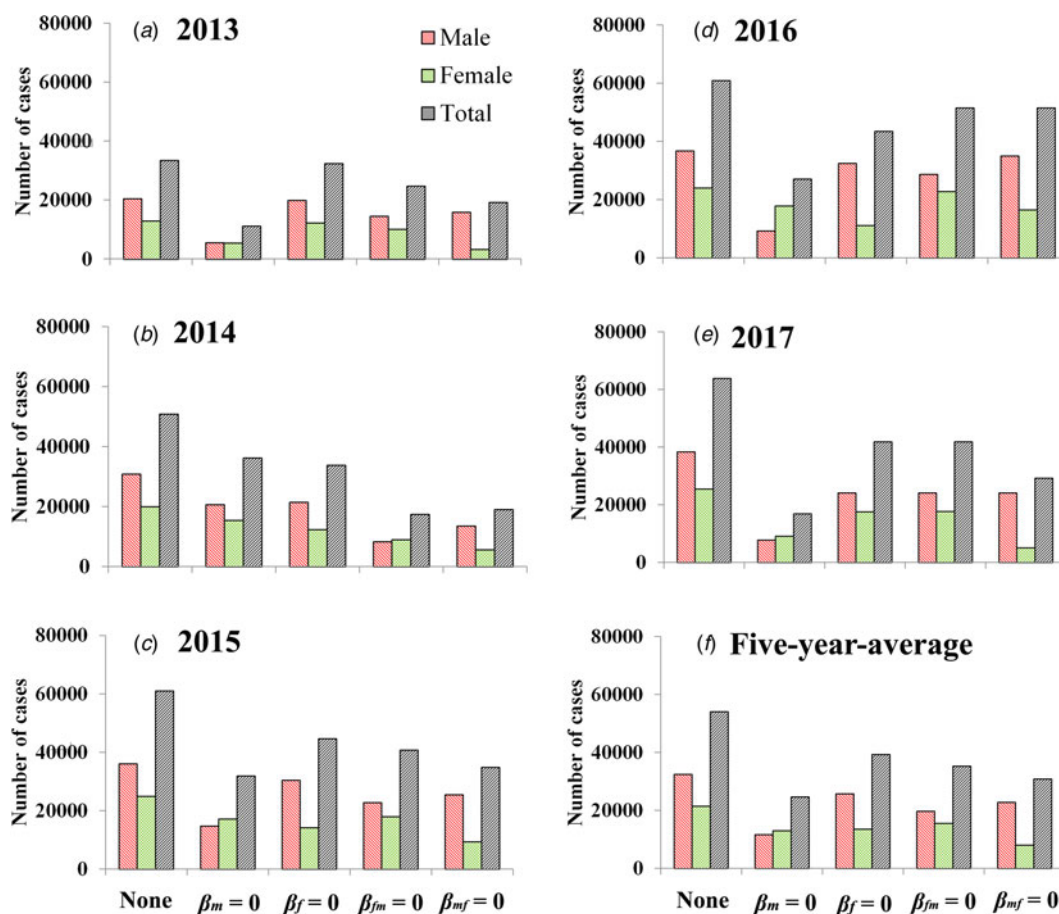 (a) 2013
80000
60000
40000
20000
0
Number of cases
Male
Female
Total
(b) 2014
80000
60000
40000
20000
0
Number of cases
(c) 2015
80000
60000
40000
20000
0
Number of cases
None βm = 0 βf = 0 βfm = 0 βmf = 0
(d) 2016
80000
60000
40000
20000
0
Number of cases
(e) 2017
80000
60000
40000
20000
0
Number of cases
(f) Five-year-average
80000
60000
40000
20000
0
Number of cases
None βm = 0 βf = 0 βfm = 0 βmf = 0